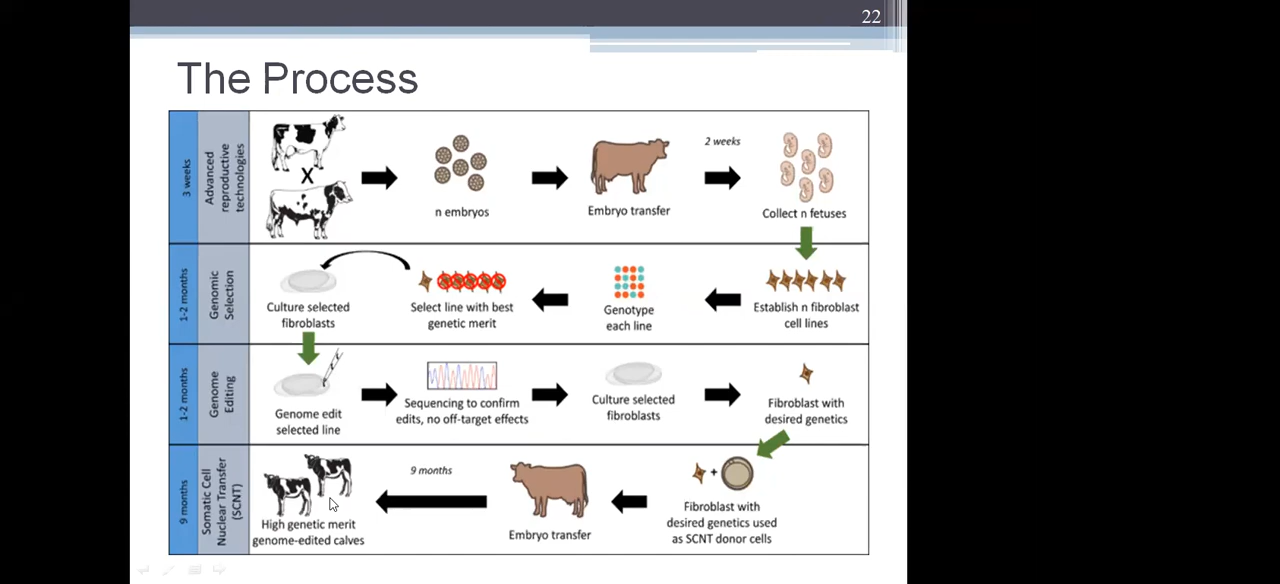 22
The Process
3 weeks
Advanced
reproductive
technologies
X
n embryos
Embryo transfer
2 weeks
Collect n fetuses
1-2 months
Genomic
Selection
Culture selected
fibroblasts
Select line with best
genetic merit
Genotype
each line
Establish n fibroblast
cell lines
1-2 months
Genome
Editing
Genome edit
selected line
Sequencing to confirm
edits, no off-target effects
Culture selected
fibroblasts
Fibroblast with
desired genetics
9 months
Somatic Cell
Nuclear Transfer
(SCNT)
High genetic merit
genome-edited calves
9 months
Embryo transfer
+
Fibroblast with
desired genetics used
as SCNT donor cells